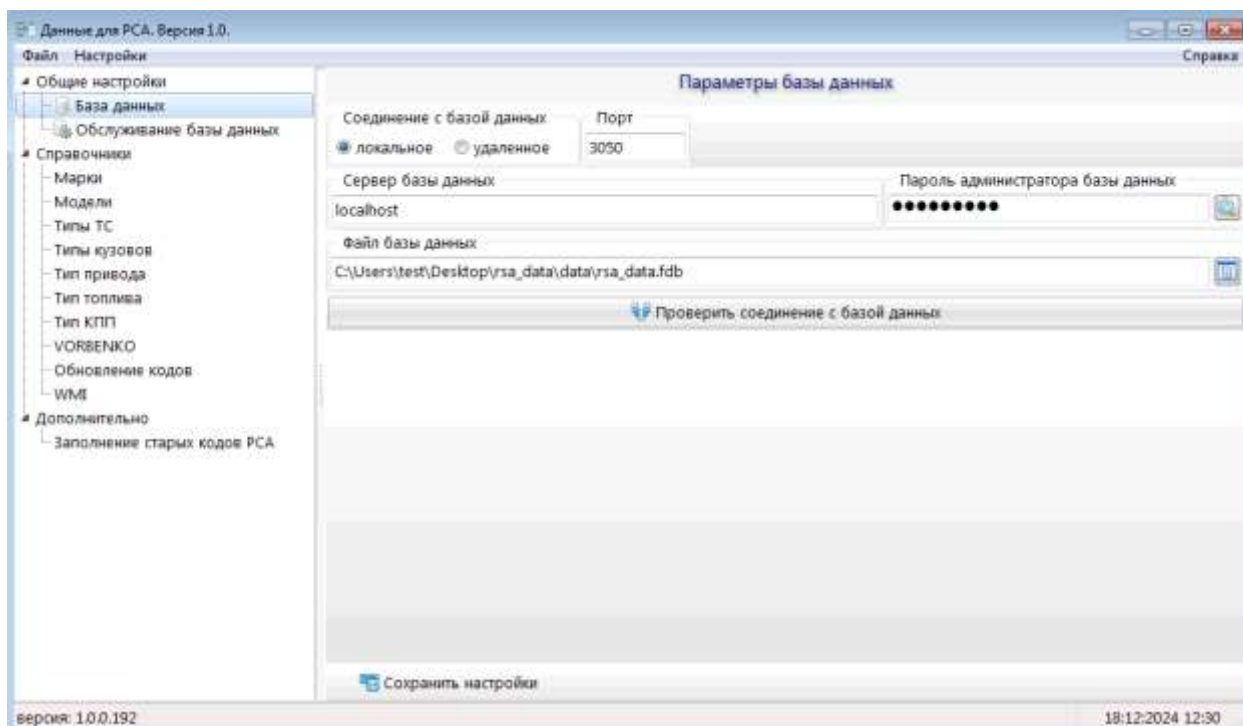 Данные для РСА. Версия 1.0.
Файл Настройки Справка
Общие настройки
База данных
Обслуживание базы данных
Справочники
Марки
Модели
Типы ТС
Типы кузовов
Тип привода
Тип топлива
Тип КПП
VORBENKO
Обновление кодов
WMI
Дополнительно
Заполнение старых кодов РСА
Параметры базы данных
Соединение с базой данных Порт
локальное удаленное 3050
Сервер базы данных Пароль администратора базы данных
localhost ●●●●●●●●●
Файл базы данных
C:\Users\test\Desktop\rsa_data\data\rsa_data.fdb
Проверить соединение с базой данных
Сохранить настройки
версия: 1.0.0.192 18:12:2024 12:30